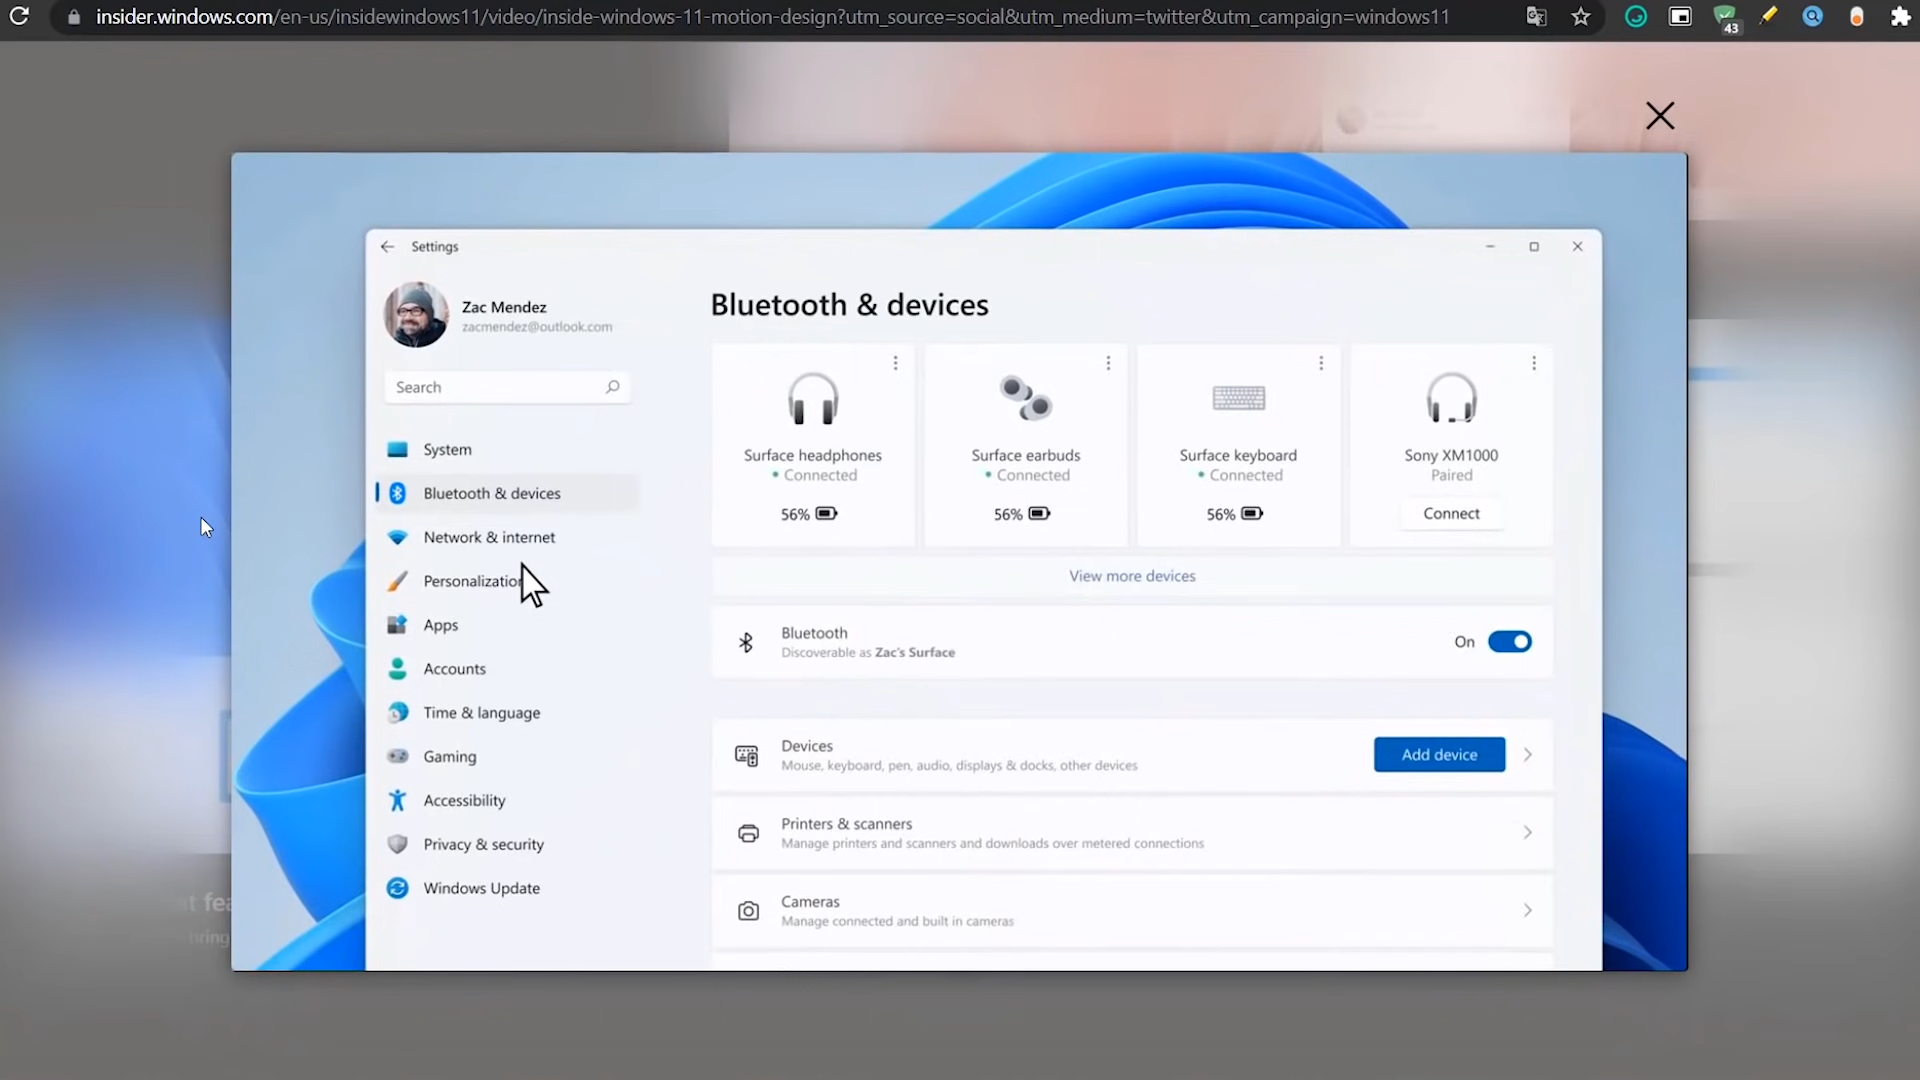 insider.windows.com/en-us/insidewindows11/video/inside-windows-11-motion-design?utm_source=social&utm_medium=twitter&utm_campaign=windows11
43
Settings
Zac Mendez
zacmendez@outlook.com
Search
System
Bluetooth & devices
Network & internet
Personalization
Apps
Accounts
Time & language
Gaming
Accessibility
Privacy & security
Windows Update
Bluetooth & devices
Surface headphones
Connected
56%
Surface earbuds
Connected
56%
Surface keyboard
Connected
56%
Sony XM1000
Paired
Connect
View more devices
Bluetooth
Discoverable as Zac's Surface
On
Devices
Mouse, keyboard, pen, audio, displays & docks, other devices
Add device
Printers & scanners
Manage printers and scanners and downloads over metered connections
Cameras
Manage connected and built in cameras